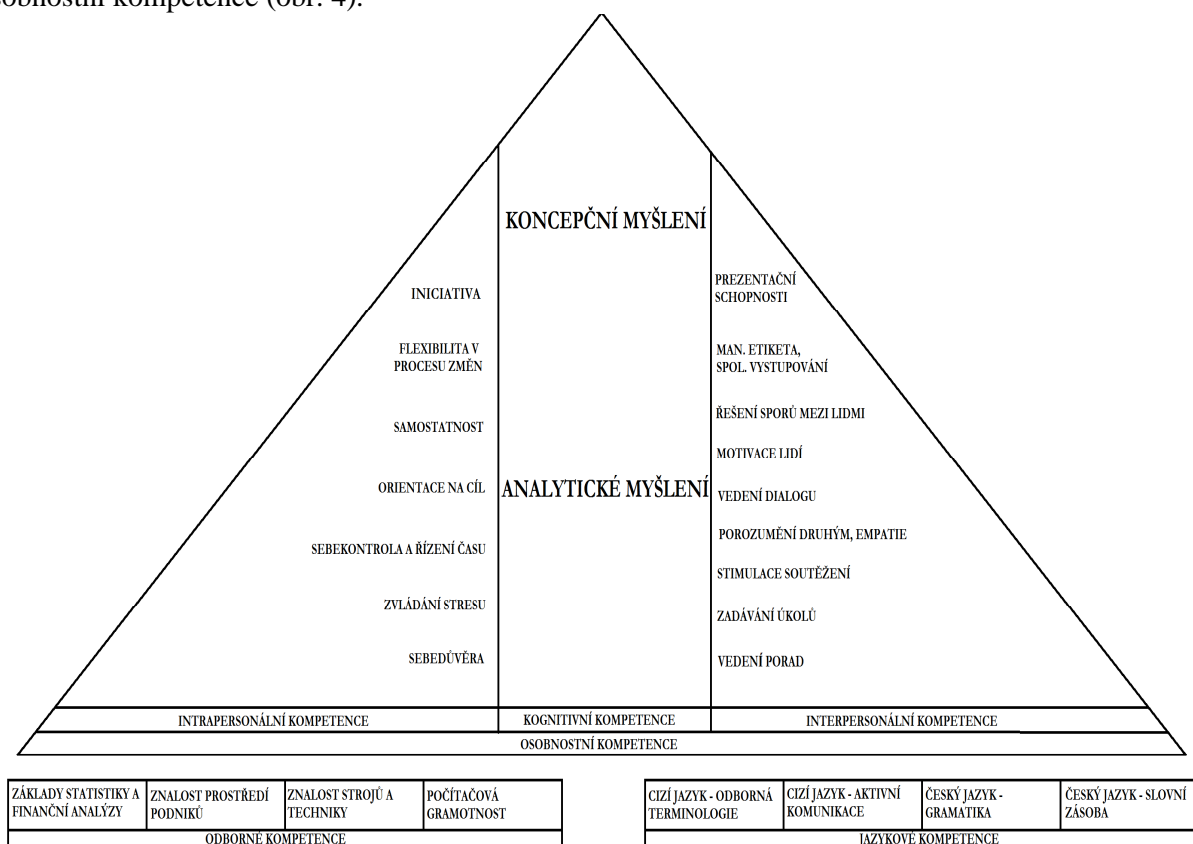 obnostní kompetence (obr. 4).
KONCEPČNÍ MYŠLENÍ
ANALYTICKÉ MYŠLENÍ
INICIATIVA
FLEXIBILITA V
PROCESU ZMĚN
SAMOSTATNOST
ORIENTACE NA CÍL
SEBEKONTROLA A ŘÍZENÍ ČASU
ZVLÁDÁNÍ STRESU
SEBEDŮVĚRA
PREZENTAČNÍ
SCHOPNOSTI
MAN. ETIKETA,
SPOL. VYSTUPOVÁNÍ
ŘEŠENÍ SPORŮ MEZI LIDMI
MOTIVACE LIDÍ
VEDENÍ DIALOGU
POROZUMĚNÍ DRUHÝM, EMPATIE
STIMULACE SOUTĚŽENÍ
ZADÁVÁNÍ ÚKOLŮ
VEDENÍ PORAD
INTRAPERSONÁLNÍ KOMPETENCE
KOGNITIVNÍ KOMPETENCE
INTERPERSONÁLNÍ KOMPETENCE
OSOBNOSTNÍ KOMPETENCE
ZÁKLADY STATISTIKY A
FINANČNÍ ANALÝZY
ZNALOST PROSTŘEDÍ
PODNIKŮ
ZNALOST STROJŮ A
TECHNIKY
POČÍTAČOVÁ
GRAMOTNOST
ODBORNÉ KOMPETENCE
CIZÍ JAZYK - ODBORNÁ
TERMINOLOGIE
CIZÍ JAZYK - AKTIVNÍ
KOMUNIKACE
ČESKÝ JAZYK -
GRAMATIKA
ČESKÝ JAZYK - SLOVNÍ
ZÁSOBA
JAZYKOVÉ KOMPETENCE